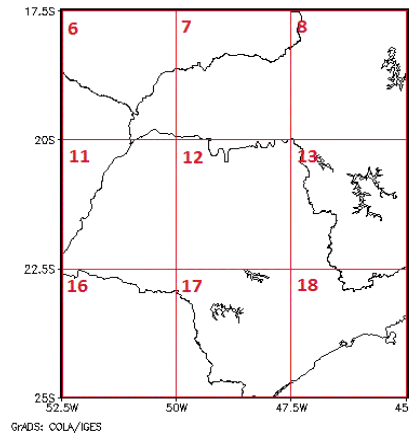 17.5S
6 7 8
20S
11 12 13
22.5S
16 17 18
25S
52.5W 50W 47.5W 45
GrADS: COLA/IGES